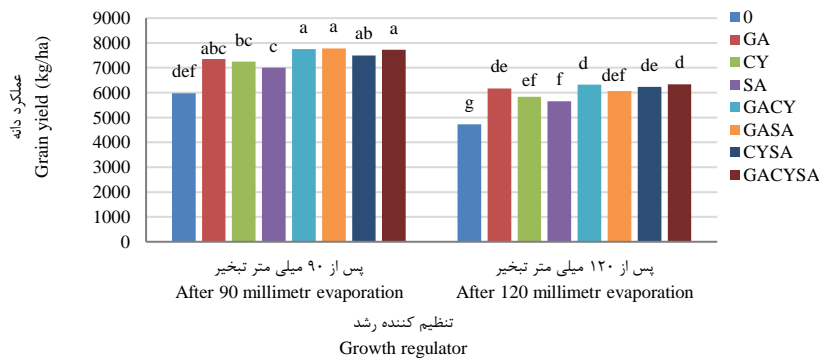 9000
8000
7000
6000
5000
4000
3000
2000
1000
0
عملکرد دانه
Grain yield (kg/ha)
def
abc
bc
c
a
a
ab
a
g
de
ef
f
d
def
de
d
پس از ۹۰ میلی متر تبخیر
After 90 millimetr evaporation
پس از ۱۲۰ میلی متر تبخیر
After 120 millimetr evaporation
تنظیم کننده رشد
Growth regulator
0
GA
CY
SA
GACY
GASA
CYSA
GACYSA